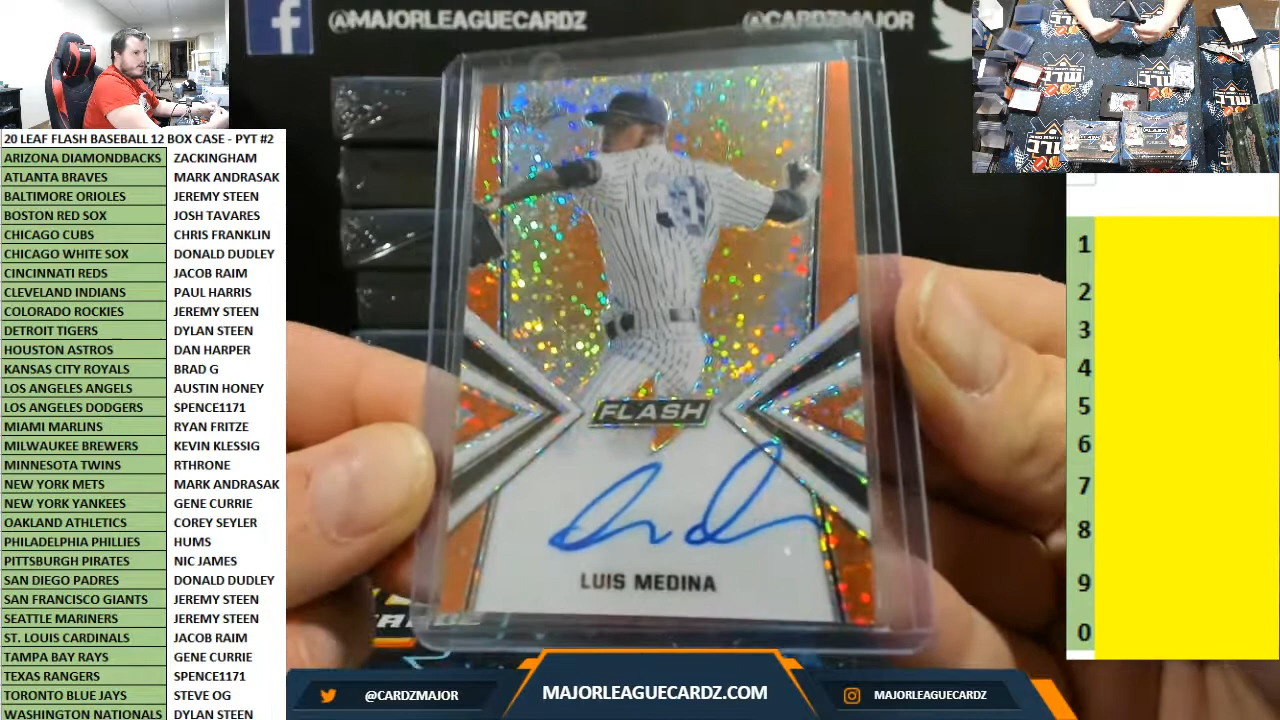 @MAJORLEAGUECARDZ
@CARDZMAJOR
20 LEAF FLASH BASEBALL 12 BOX CASE - PYT #2
ARIZONA DIAMONDBACKS ZACKINGHAM
ATLANTA BRAVES MARK ANDRASAK
BALTIMORE ORIOLES JEREMY STEEN
BOSTON RED SOX JOSH TAVARES
CHICAGO CUBS CHRIS FRANKLIN
CHICAGO WHITE SOX DONALD DUDLEY
CINCINNATI REDS JACOB RAIM
CLEVELAND INDIANS PAUL HARRIS
COLORADO ROCKIES JEREMY STEEN
DETROIT TIGERS DYLAN STEEN
HOUSTON ASTROS DAN HARPER
KANSAS CITY ROYALS BRAD G
LOS ANGELES ANGELS AUSTIN HONEY
LOS ANGELES DODGERS SPENCE1171
MIAMI MARLINS RYAN FRITZE
MILWAUKEE BREWERS KEVIN KLESSIG
MINNESOTA TWINS RTHRONE
NEW YORK METS MARK ANDRASAK
NEW YORK YANKEES GENE CURRIE
OAKLAND ATHLETICS COREY SEYLER
PHILADELPHIA PHILLIES HUMS
PITTSBURGH PIRATES NIC JAMES
SAN DIEGO PADRES DONALD DUDLEY
SAN FRANCISCO GIANTS JEREMY STEEN
SEATTLE MARINERS JEREMY STEEN
ST. LOUIS CARDINALS JACOB RAIM
TAMPA BAY RAYS GENE CURRIE
TEXAS RANGERS SPENCE1171
TORONTO BLUE JAYS STEVE OG
WASHINGTON NATIONALS DYLAN STEEN
FLASH
LUIS MEDINA
1
2
3
4
5
6
7
8
9
0
@CARDZMAJOR
MAJORLEAGUECARDZ.COM
MAJORLEAGUECARDZ